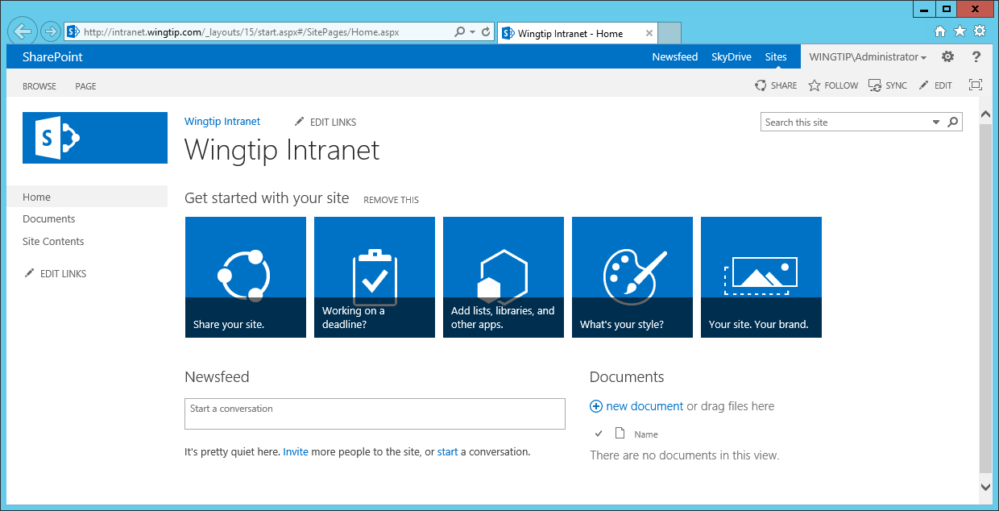 http://intranet.wingtip.com/_layouts/15/start.aspx#/SitePages/Home.aspx
Wingtip Intranet - Home
SharePoint
Newsfeed SkyDrive Sites WINGTIP\Administrator ?
BROWSE PAGE
SHARE FOLLOW SYNC EDIT
S
Wingtip Intranet EDIT LINKS
Search this site
Wingtip Intranet
Home
Documents
Site Contents
EDIT LINKS
Get started with your site REMOVE THIS
Share your site.
Working on a
deadline?
Add lists, libraries, and
other apps.
What's your style?
Your site. Your brand.
Newsfeed
Start a conversation
It's pretty quiet here. Invite more people to the site, or start a conversation.
Documents
new document or drag files here
Name
There are no documents in this view.